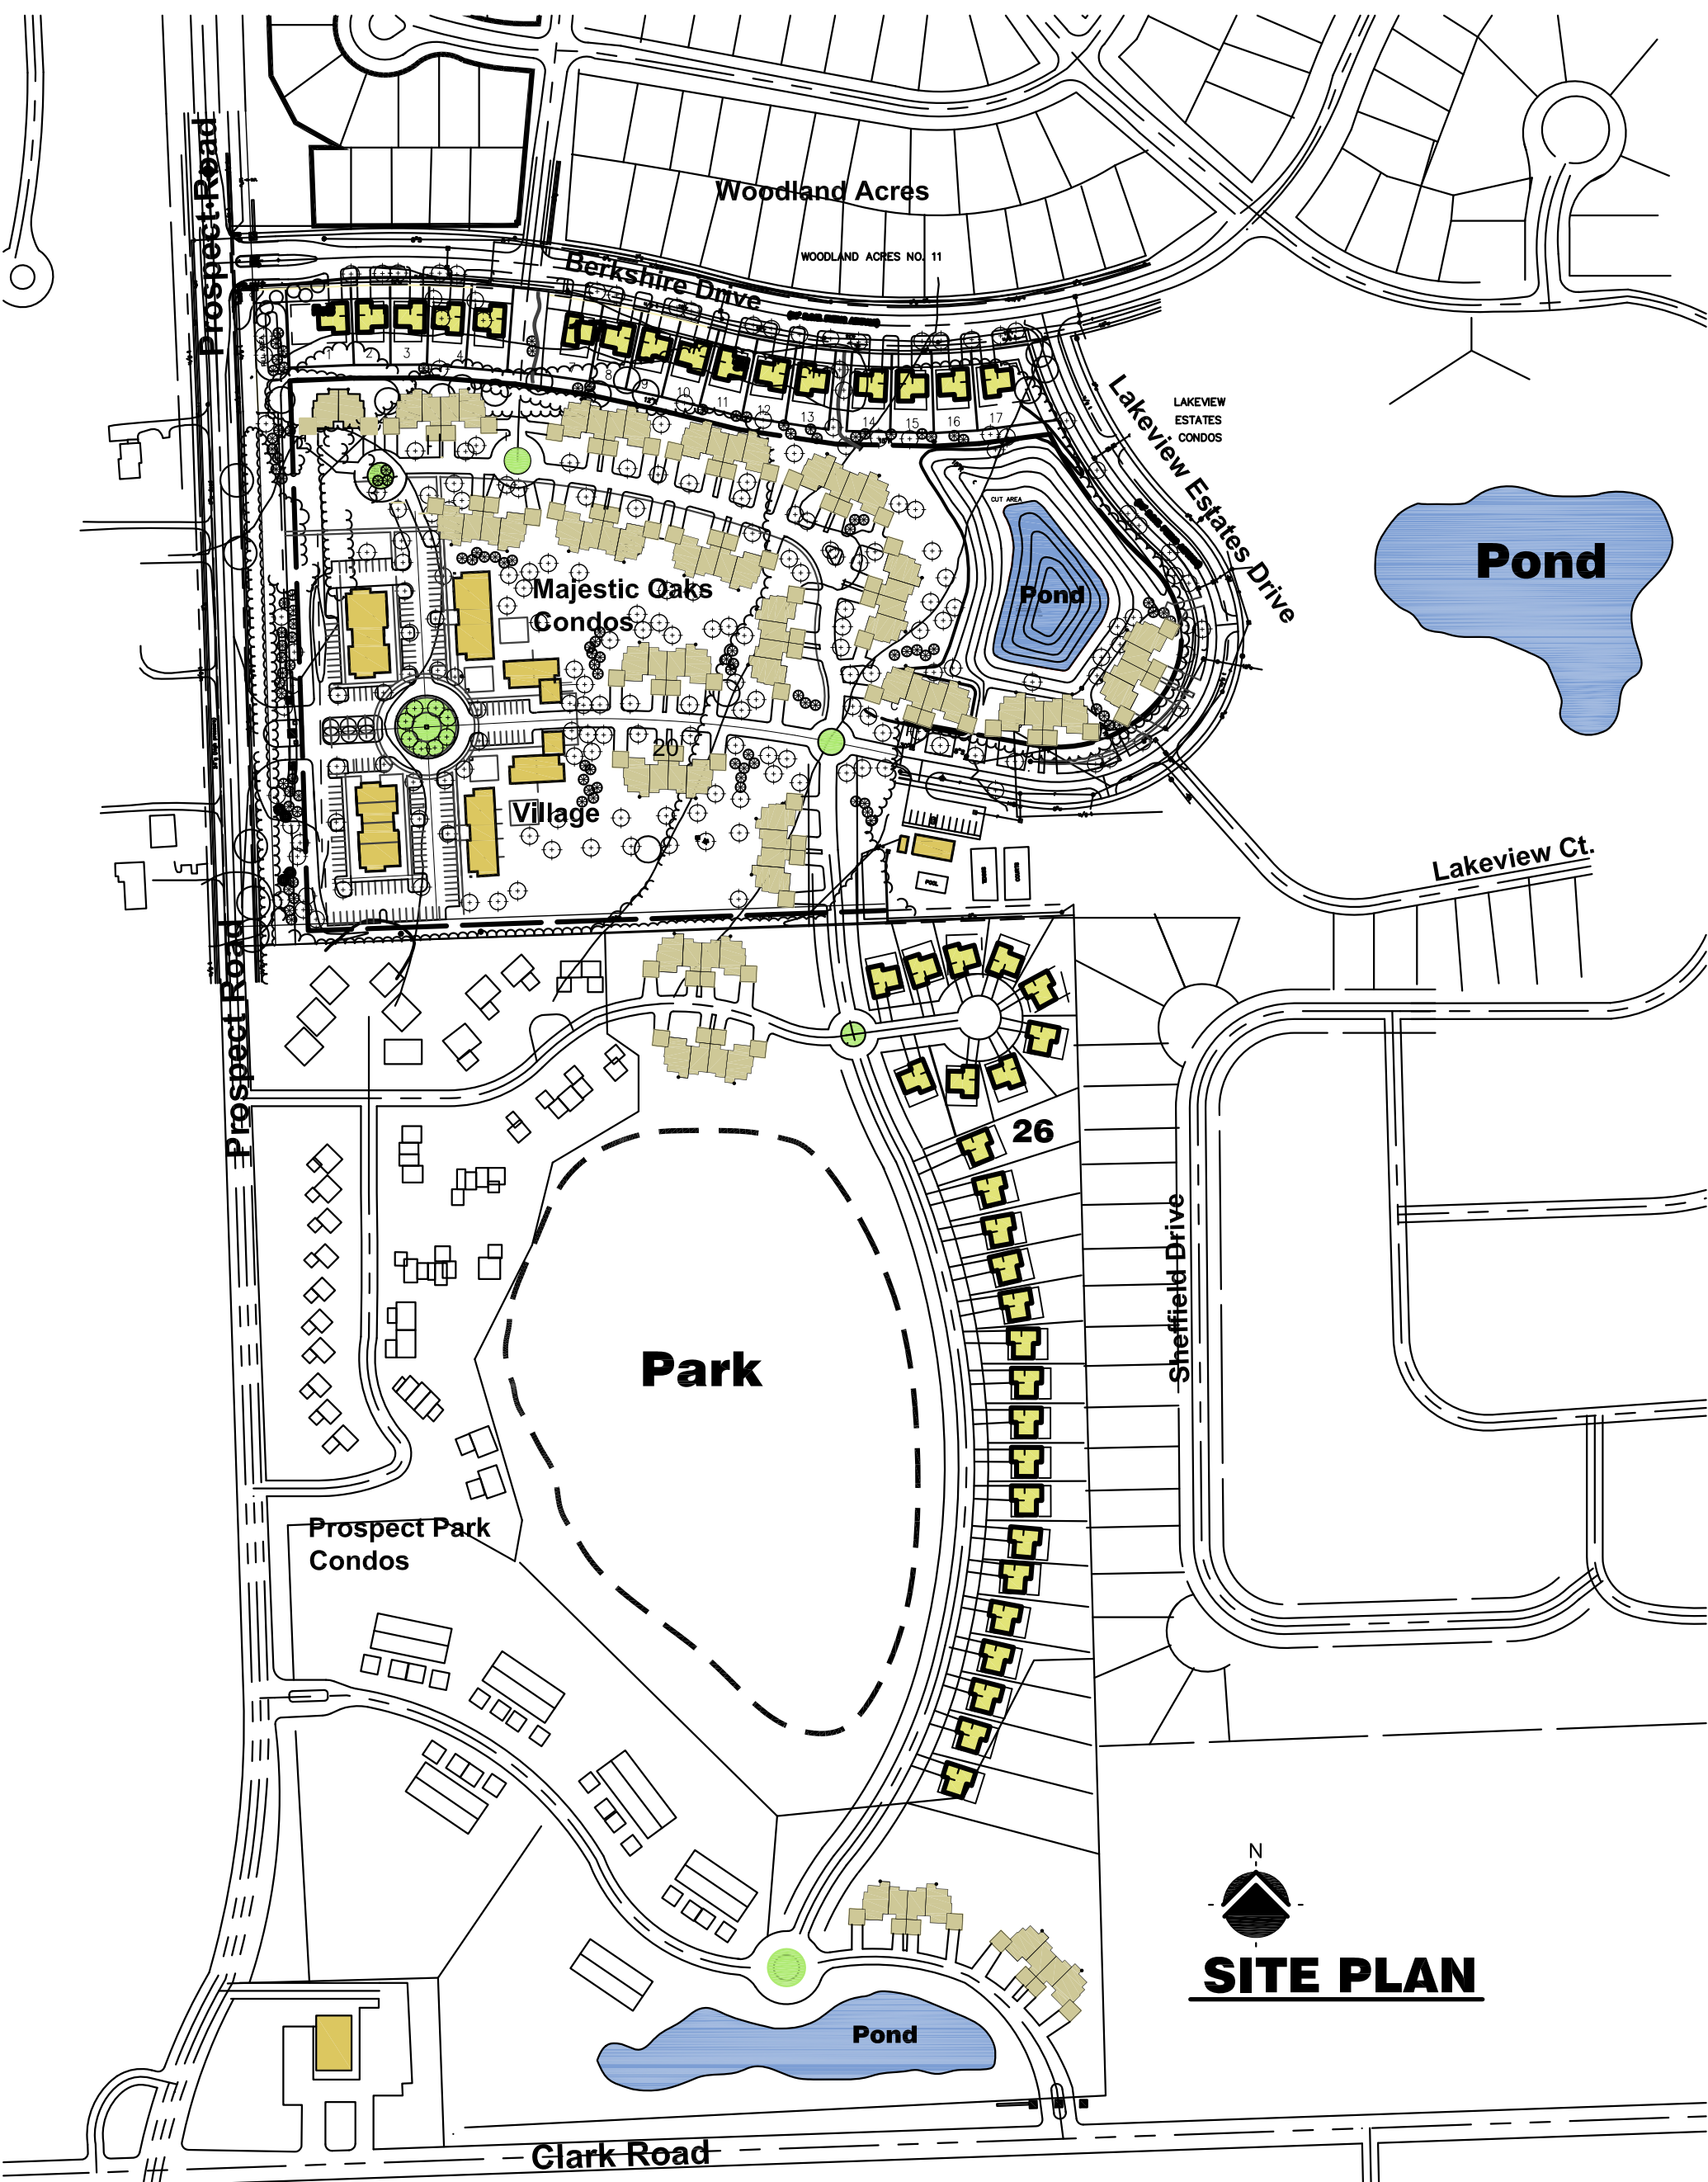 Prospect Road
Woodland Acres
WOODLAND ACRES NO. 11
Berkshire Drive
1
2
3
4
7
8
9
10
11
12
13
14
15
16
17
Lakeview Estates Drive
LAKEVIEW
ESTATES
CONDOS
CUT AREA
Pond
Pond
Majestic Oaks
Condos
20
Village
POOL
Lakeview Ct.
Prospect Road
26
Sheffield Drive
Park
Prospect Park
Condos
N
SITE PLAN
Pond
Clark Road